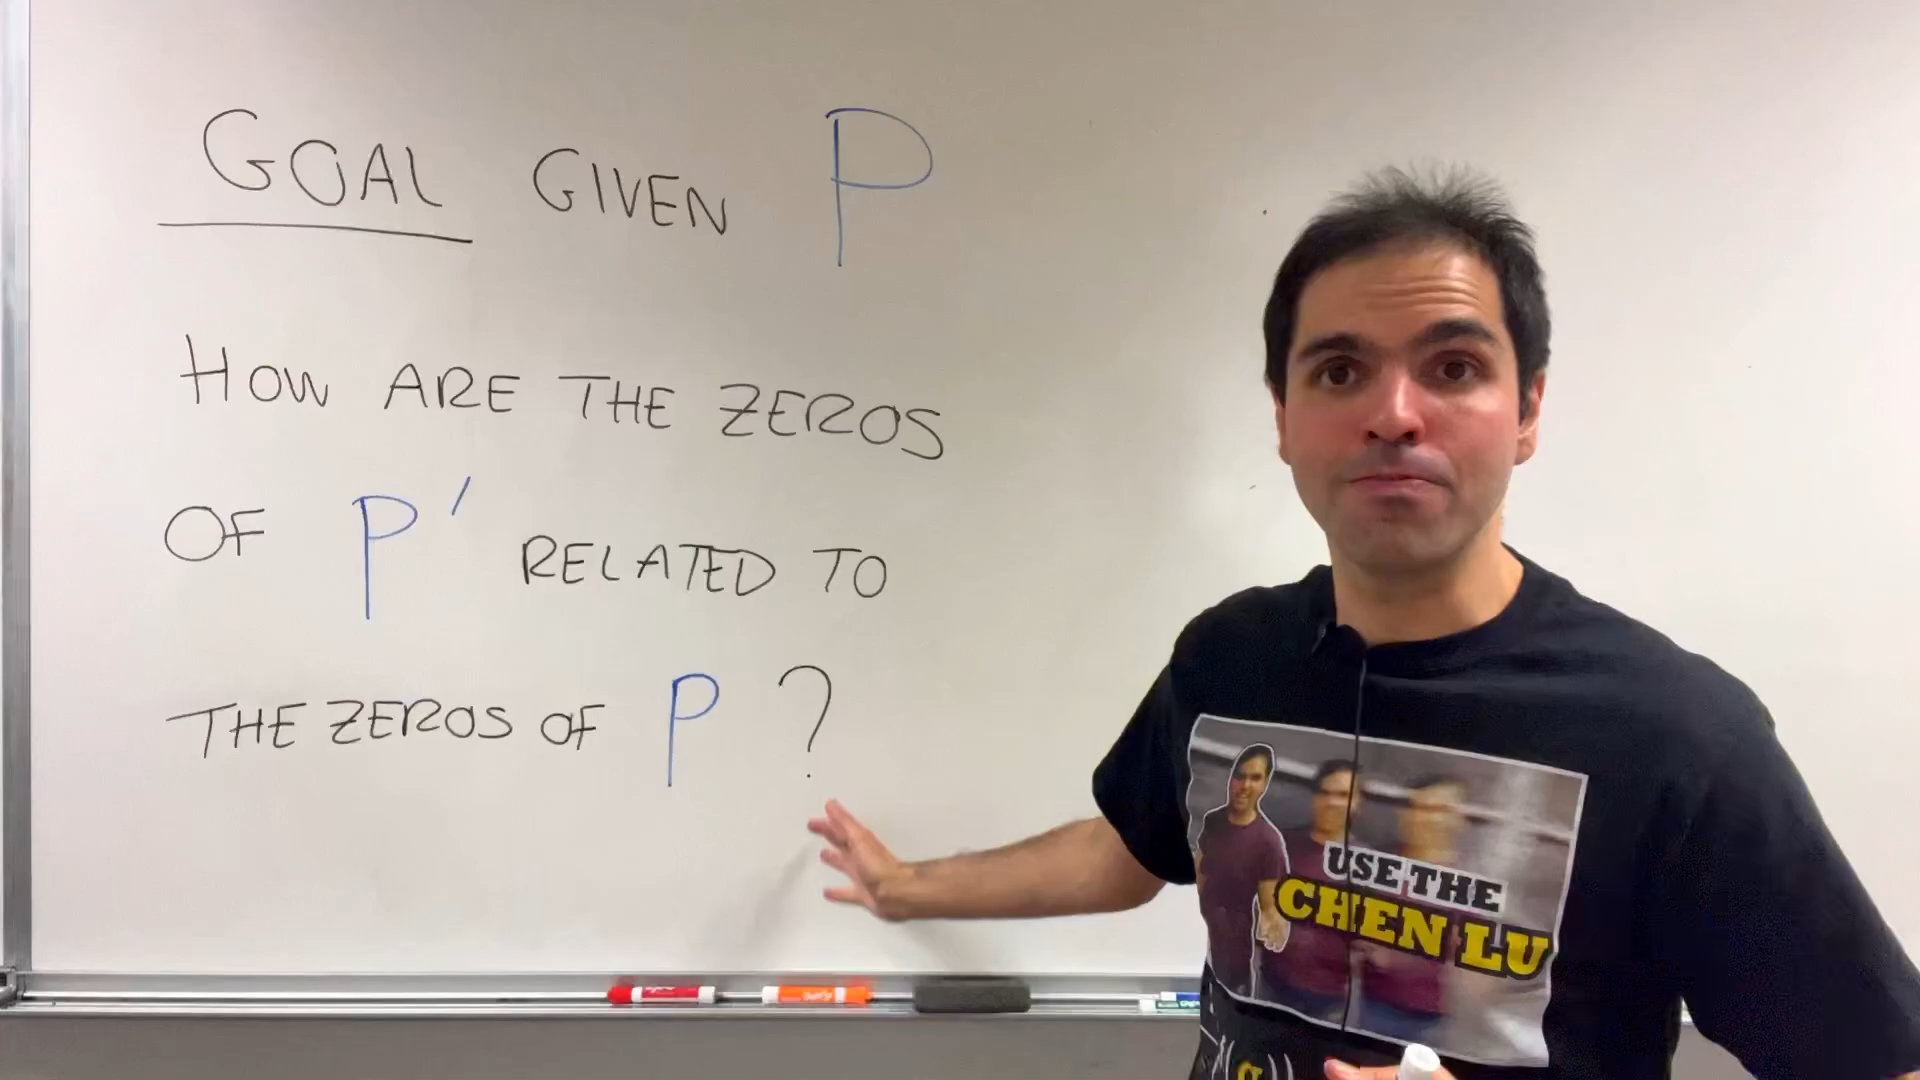 GOAL GIVEN P
HOW ARE THE ZEROS
OF P' RELATED TO
THE ZEROS OF P ?
USE THE
CHEN LU